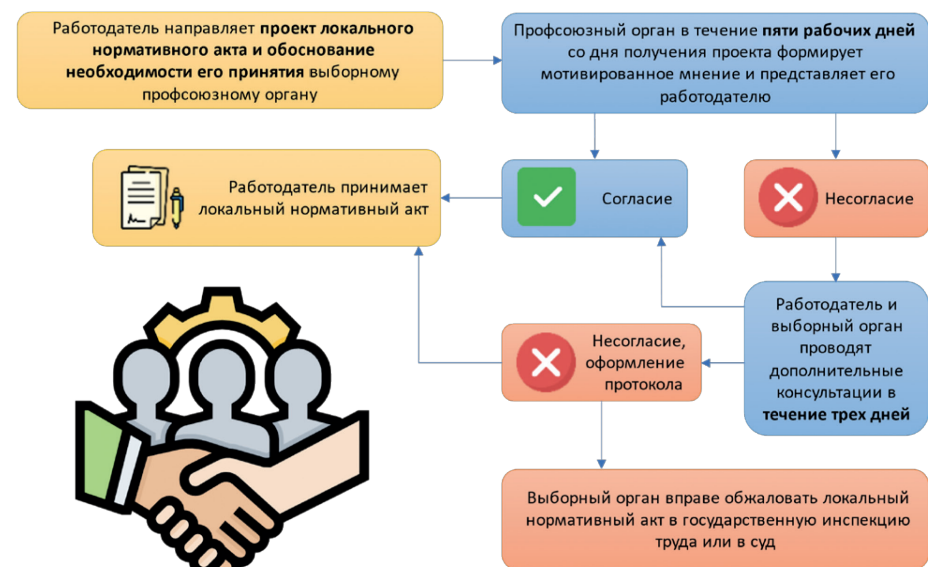 Работодатель направляет проект локального
нормативного акта и обоснование
необходимости его принятия выборному
профсоюзному органу
Профсоюзный орган в течение пяти рабочих дней
со дня получения проекта формирует
мотивированное мнение и представляет его
работодателю
Работодатель принимает
локальный нормативный акт
Согласие
Несогласие
Работодатель и
выборный орган
проводят
дополнительные
консультации в
течение трех дней
Несогласие,
оформление
протокола
Выборный орган вправе обжаловать локальный
нормативный акт в государственную инспекцию
труда или в суд